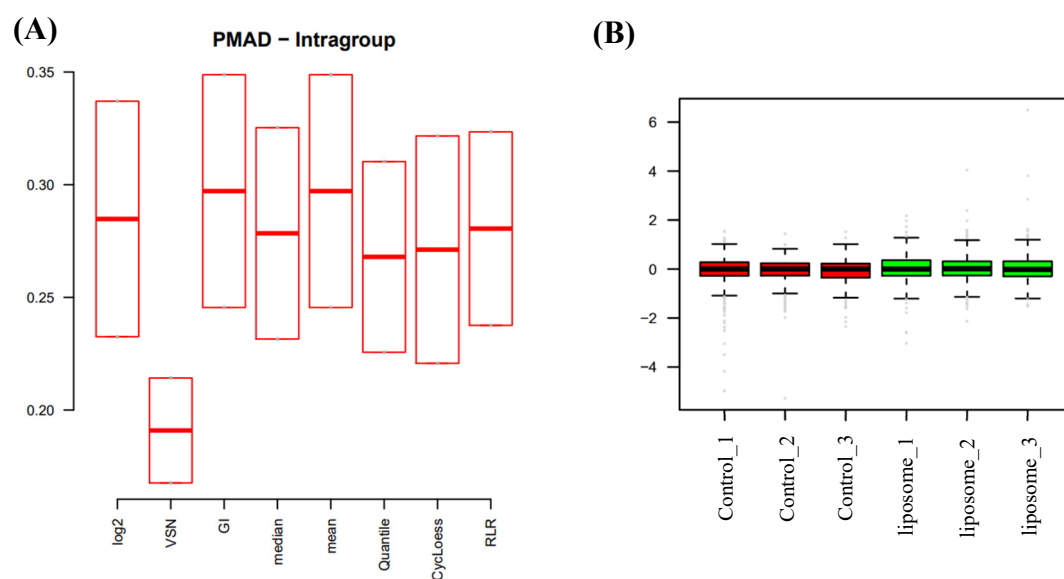 (A)
PMAD − Intragroup
0.35
0.30
0.25
0.20
log2
VSN
GI
median
mean
Quantile
CycLoess
RLR
(B)
6
4
2
0
−2
−4
Control_1
Control_2
Control_3
liposome_1
liposome_2
liposome_3